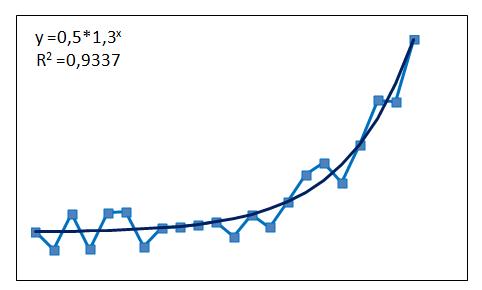 y =0,5*1,3ˣ
R² =0,9337